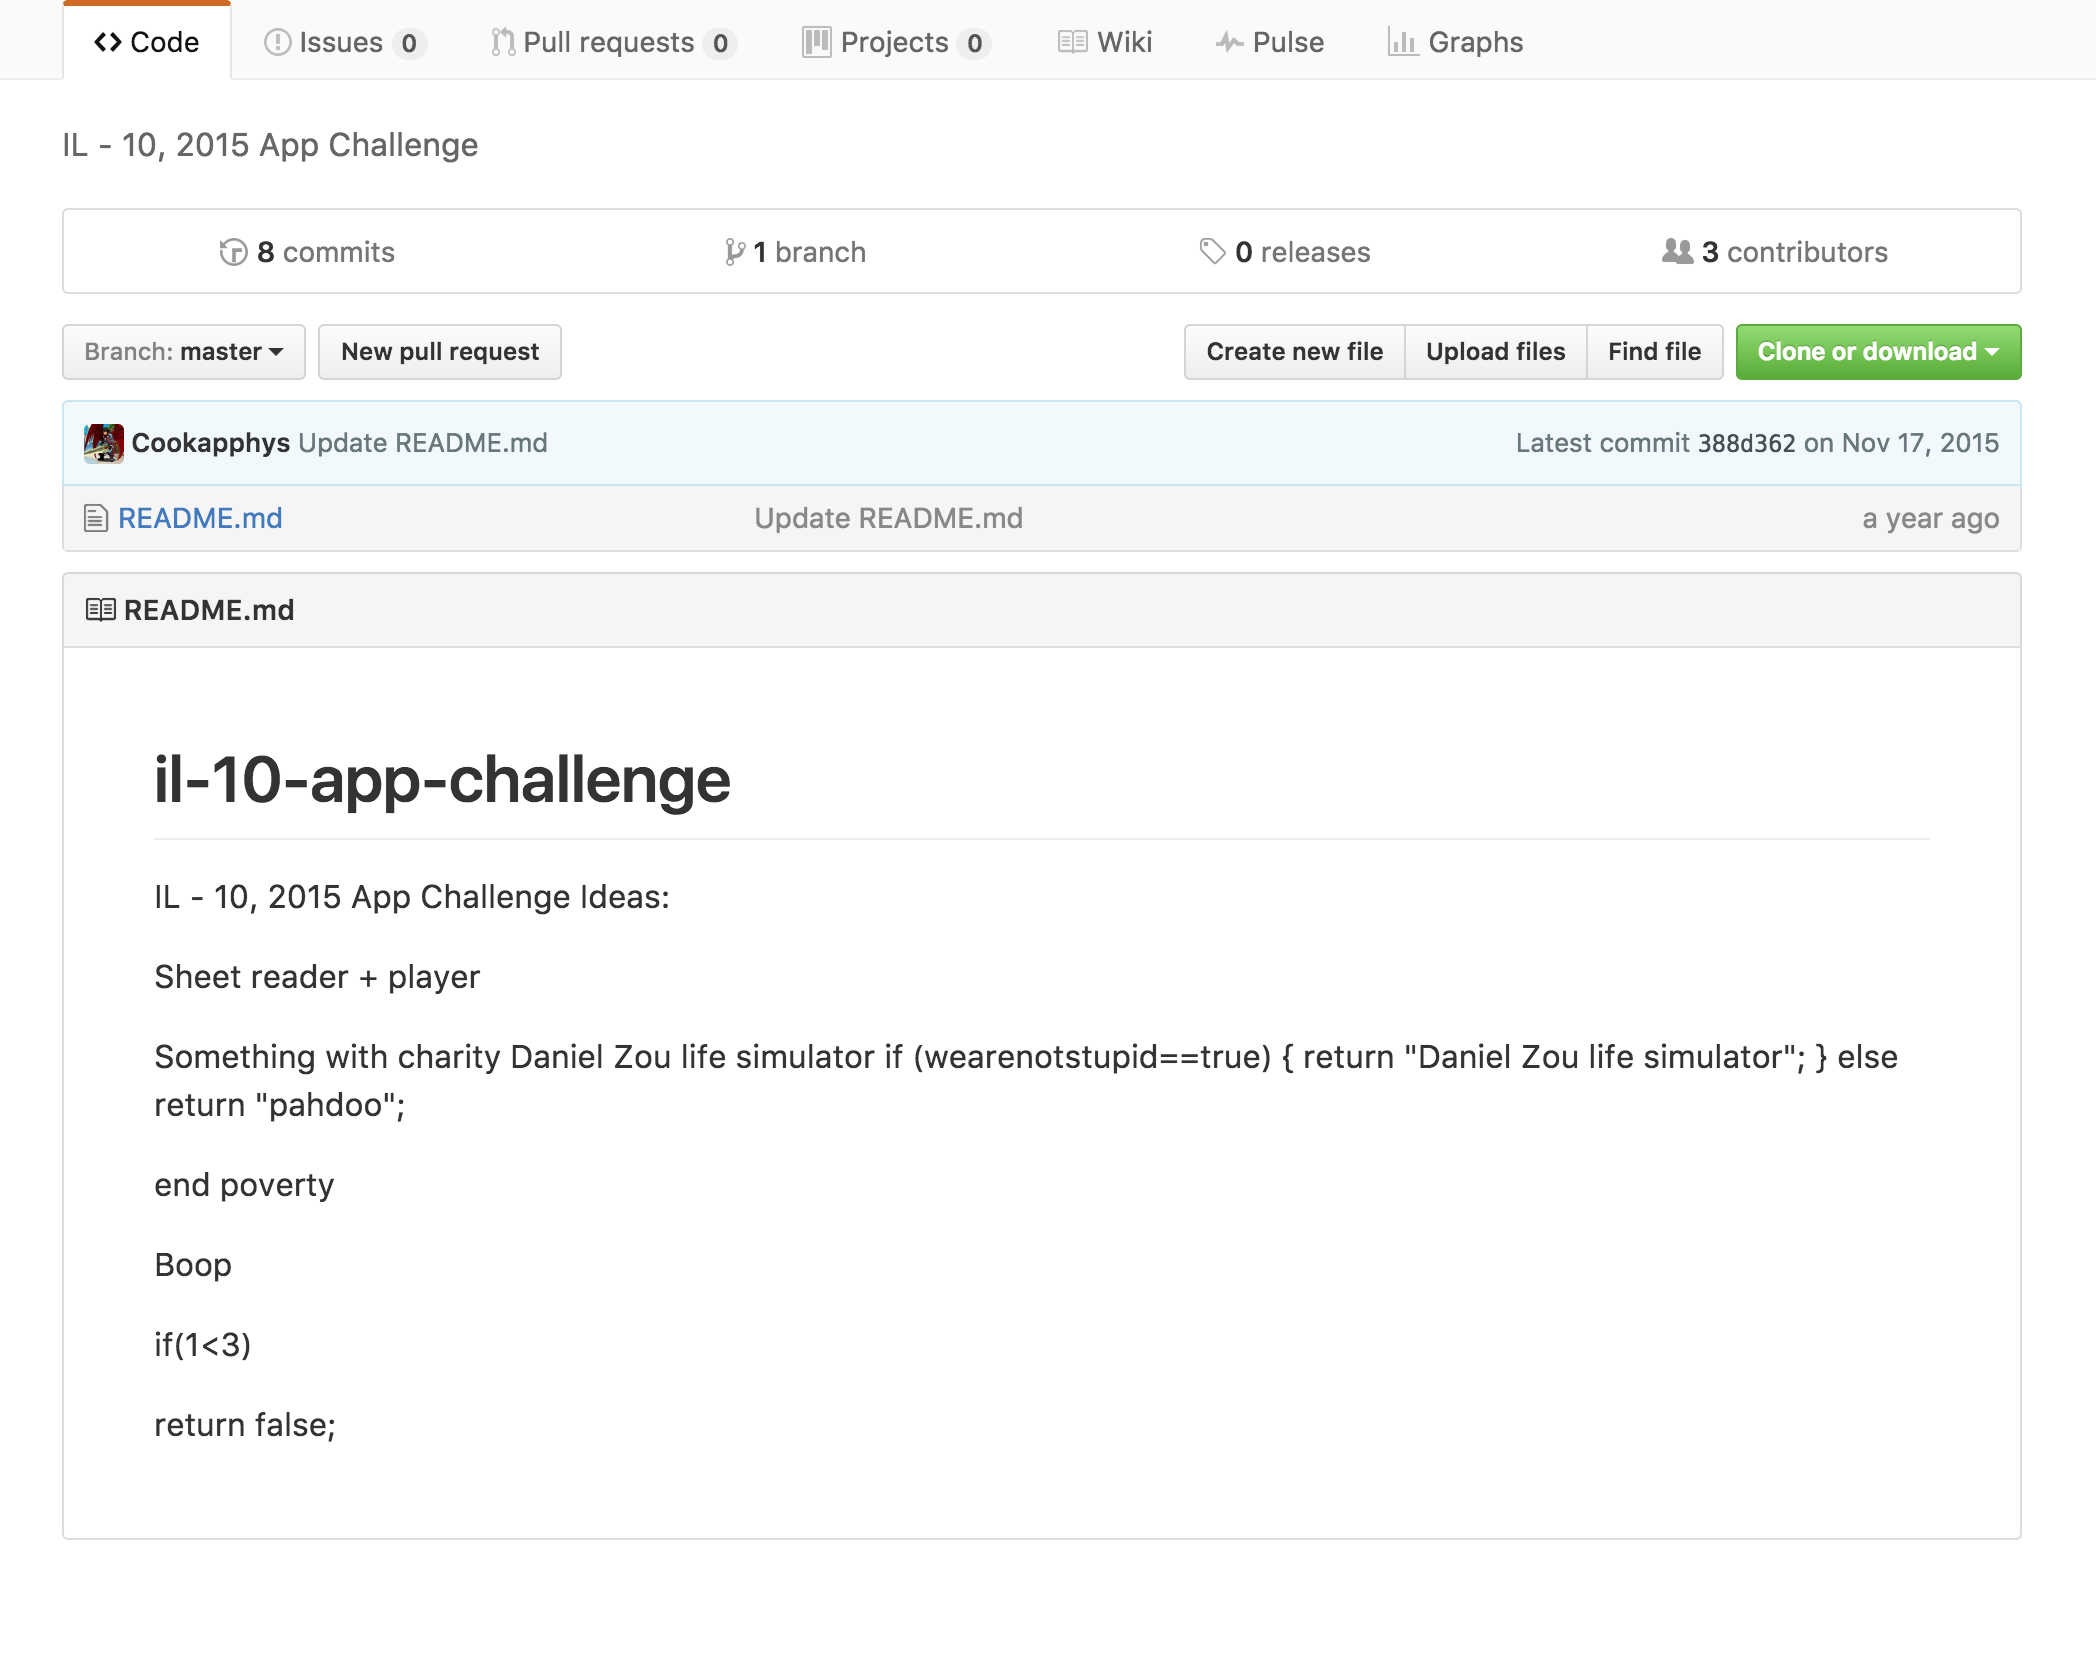 Code Issues 0 Pull requests 0 Projects 0 Wiki Pulse Graphs
IL - 10, 2015 App Challenge
8 commits 1 branch 0 releases 3 contributors
Branch: master New pull request Create new file Upload files Find file Clone or download
Cookapphys Update README.md Latest commit 388d362 on Nov 17, 2015
README.md Update README.md a year ago
README.md
il-10-app-challenge
IL - 10, 2015 App Challenge Ideas:
Sheet reader + player
Something with charity Daniel Zou life simulator if (wearenotstupid==true) { return "Daniel Zou life simulator"; } else
return "pahdoo";
end poverty
Boop
if(1<3)
return false;